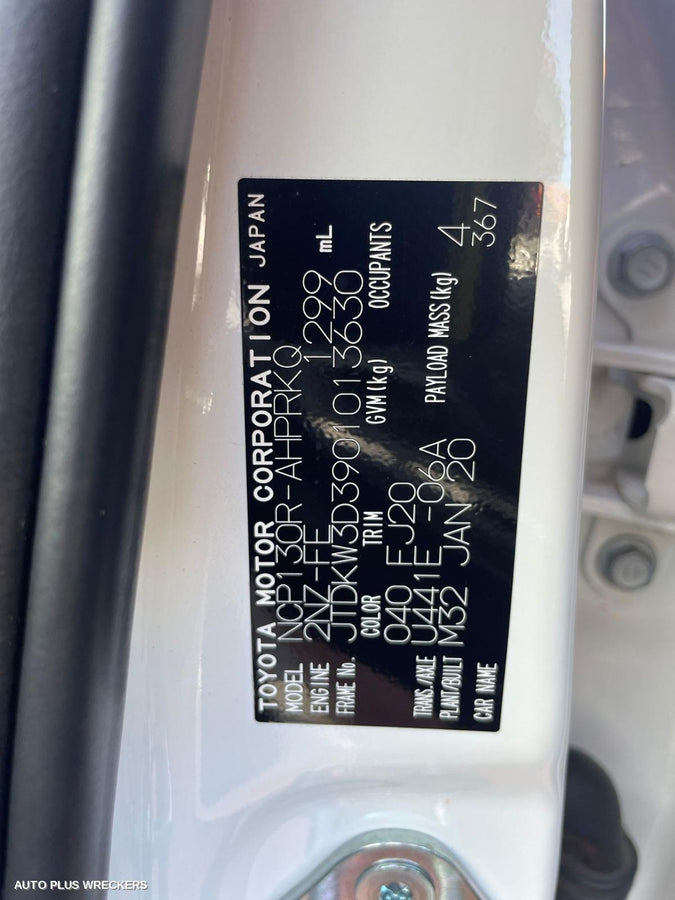 TOYOTA MOTOR CORPORATION JAPAN
MODEL NCP130R-AHPRKQ
ENGINE 2NZ-FE 1299 mL
FRAME No. JTDKW3D3901013630
COLOR TRIM GVM(kg) OCCUPANTS
040 FJ20 4
TRANS./AXLE U441E -06A PAYLOAD MASS(kg) 367
PLANT/BUILT M32 JAN 20
CAR NAME
AUTO PLUS WRECKERS